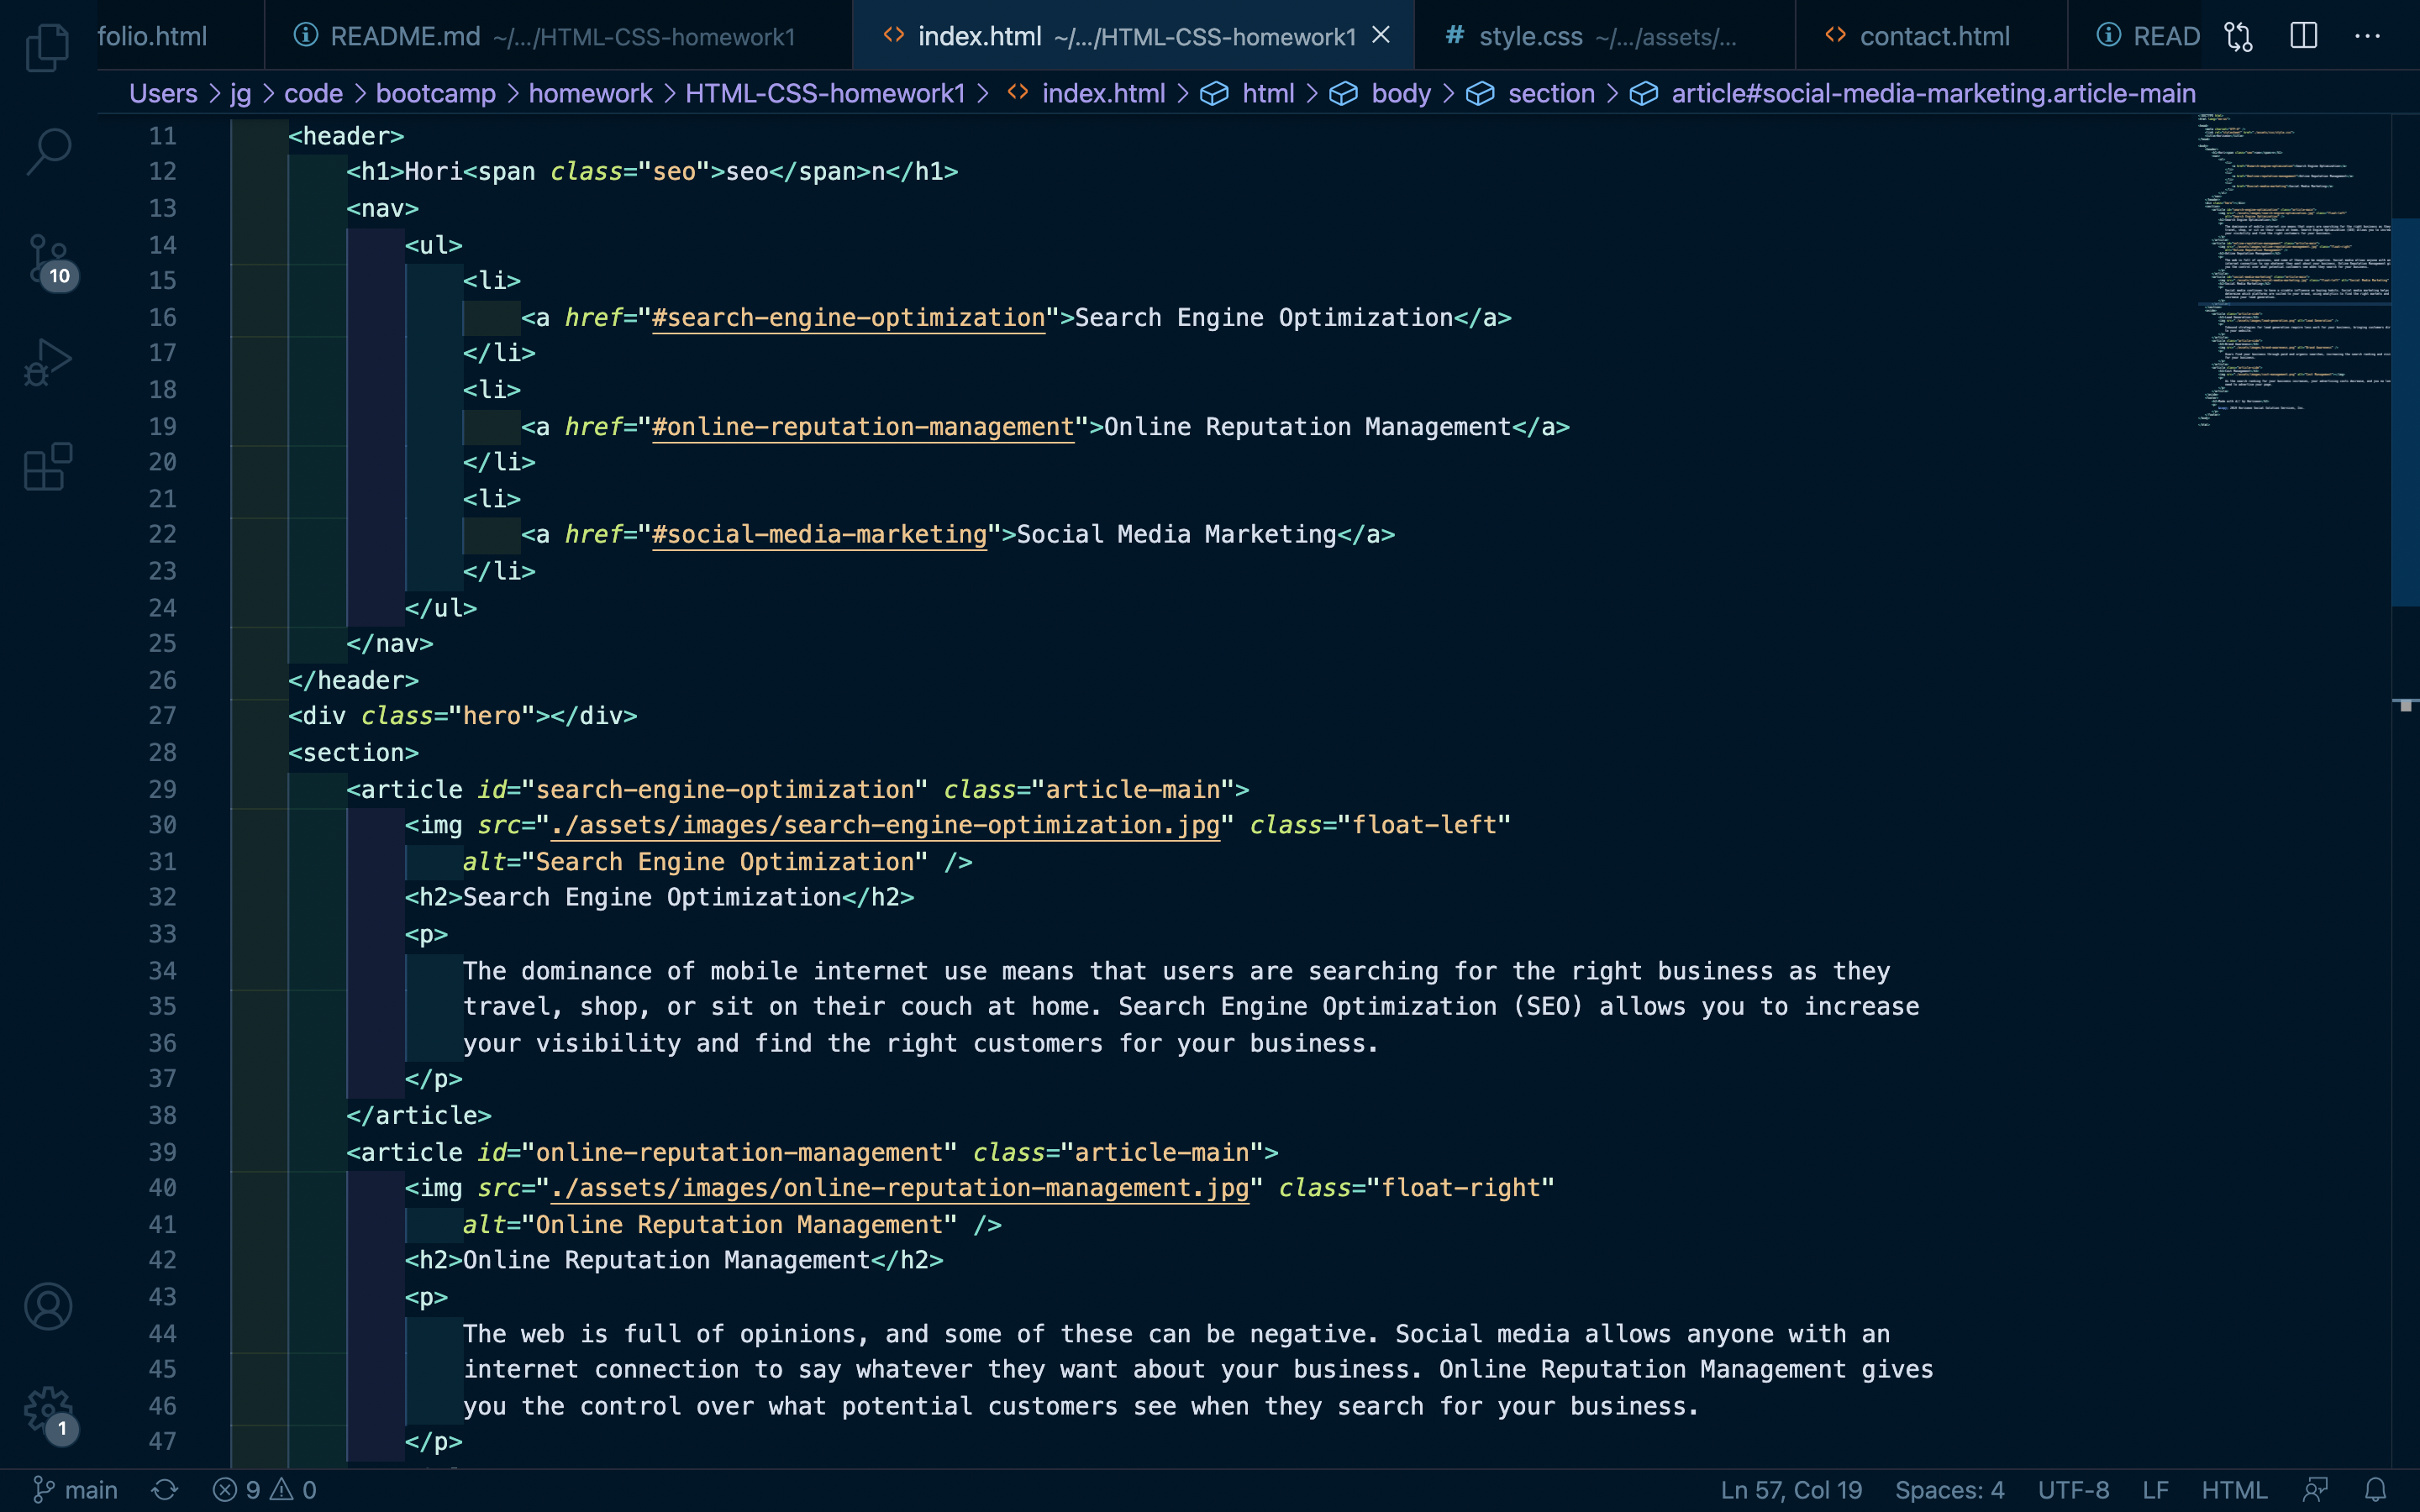 folio.html README.md ~/.../HTML-CSS-homework1 index.html ~/.../HTML-CSS-homework1 style.css ~/.../assets/... contact.html READ
Users > jg > code > bootcamp > homework > HTML-CSS-homework1 > index.html > html > body > section > article#social-media-marketing.article-main
11 <header>
12 <h1>Hori<span class="seo">seo</span>n</h1>
13 <nav>
14 <ul>
15 <li>
16 <a href="#search-engine-optimization">Search Engine Optimization</a>
17 </li>
18 <li>
19 <a href="#online-reputation-management">Online Reputation Management</a>
20 </li>
21 <li>
22 <a href="#social-media-marketing">Social Media Marketing</a>
23 </li>
24 </ul>
25 </nav>
26 </header>
27 <div class="hero"></div>
28 <section>
29 <article id="search-engine-optimization" class="article-main">
30 <img src="./assets/images/search-engine-optimization.jpg" class="float-left"
31 alt="Search Engine Optimization" />
32 <h2>Search Engine Optimization</h2>
33 <p>
34 The dominance of mobile internet use means that users are searching for the right business as they
35 travel, shop, or sit on their couch at home. Search Engine Optimization (SEO) allows you to increase
36 your visibility and find the right customers for your business.
37 </p>
38 </article>
39 <article id="online-reputation-management" class="article-main">
40 <img src="./assets/images/online-reputation-management.jpg" class="float-right"
41 alt="Online Reputation Management" />
42 <h2>Online Reputation Management</h2>
43 <p>
44 The web is full of opinions, and some of these can be negative. Social media allows anyone with an
45 internet connection to say whatever they want about your business. Online Reputation Management gives
46 you the control over what potential customers see when they search for your business.
47 </p>
10
1
main 9 0 Ln 57, Col 19 Spaces: 4 UTF-8 LF HTML